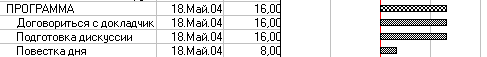 ПРОГРАММА 18.Май.04 16,00
Договориться с докладчик 18.Май.04 16,00
Подготовка дискуссии 18.Май.04 16,00
Повестка дня 18.Май.04 8,00